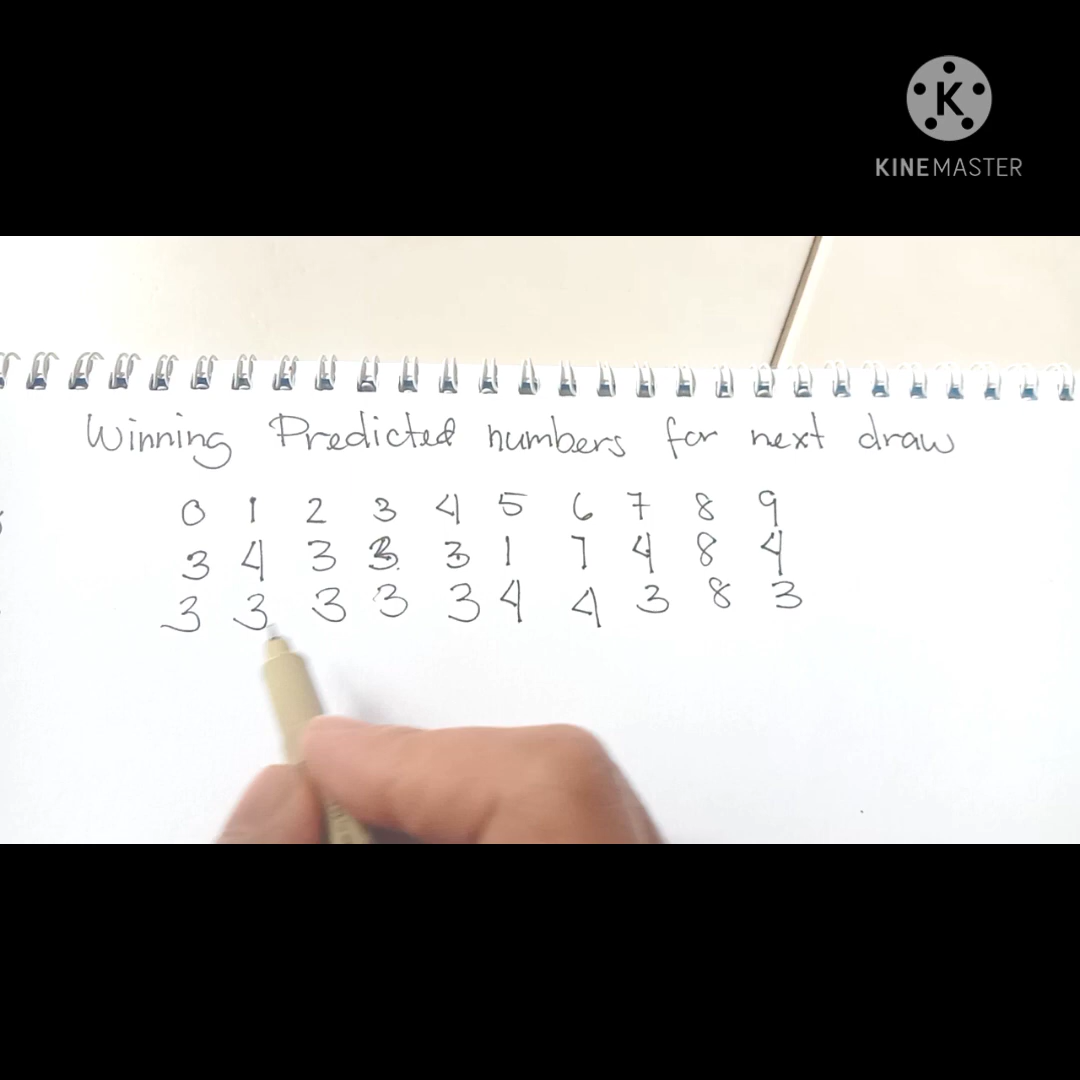 KINEMASTER
Winning Predicted numbers for next draw
0 1 2 3 4 5 6 7 8 9
3 4 3 3 3 1 7 4 8 4
3 3 3 3 3 4 4 3 8 3